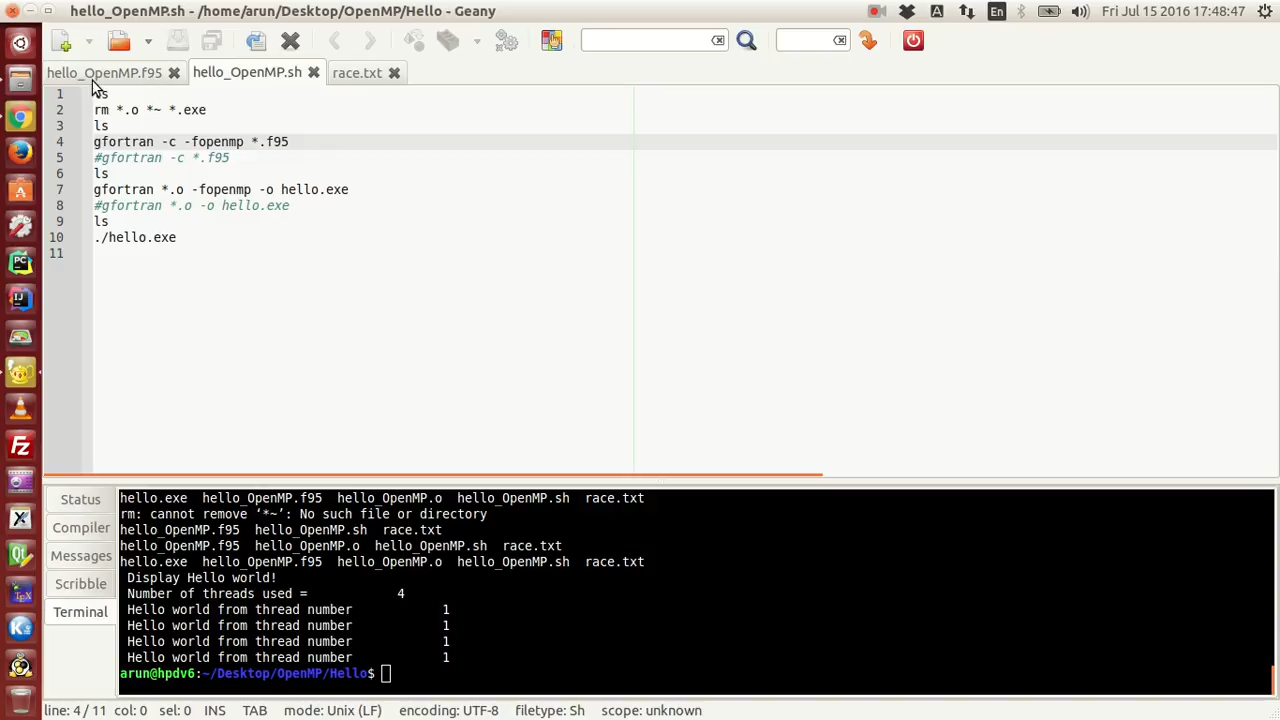 hello_OpenMP.sh - /home/arun/Desktop/OpenMP/Hello - Geany
A
En
Fri Jul 15 2016 17:48:47
hello_OpenMP.f95
hello_OpenMP.sh
race.txt
1 ls
2 rm *.o *~ *.exe
3 ls
4 gfortran -c -fopenmp *.f95
5 #gfortran -c *.f95
6 ls
7 gfortran *.o -fopenmp -o hello.exe
8 #gfortran *.o -o hello.exe
9 ls
10 ./hello.exe
11
PC
IJ
Fz
X
Qt
TEX
K
Status
Compiler
Messages
Scribble
Terminal
hello.exe hello_OpenMP.f95 hello_OpenMP.o hello_OpenMP.sh race.txt
rm: cannot remove ‘*~’: No such file or directory
hello_OpenMP.f95 hello_OpenMP.sh race.txt
hello_OpenMP.f95 hello_OpenMP.o hello_OpenMP.sh race.txt
hello.exe hello_OpenMP.f95 hello_OpenMP.o hello_OpenMP.sh race.txt
Display Hello world!
Number of threads used = 4
Hello world from thread number 1
Hello world from thread number 1
Hello world from thread number 1
Hello world from thread number 1
arun@hpdv6:~/Desktop/OpenMP/Hello$
line: 4 / 11 col: 0 sel: 0 INS TAB mode: Unix (LF) encoding: UTF-8 filetype: Sh scope: unknown